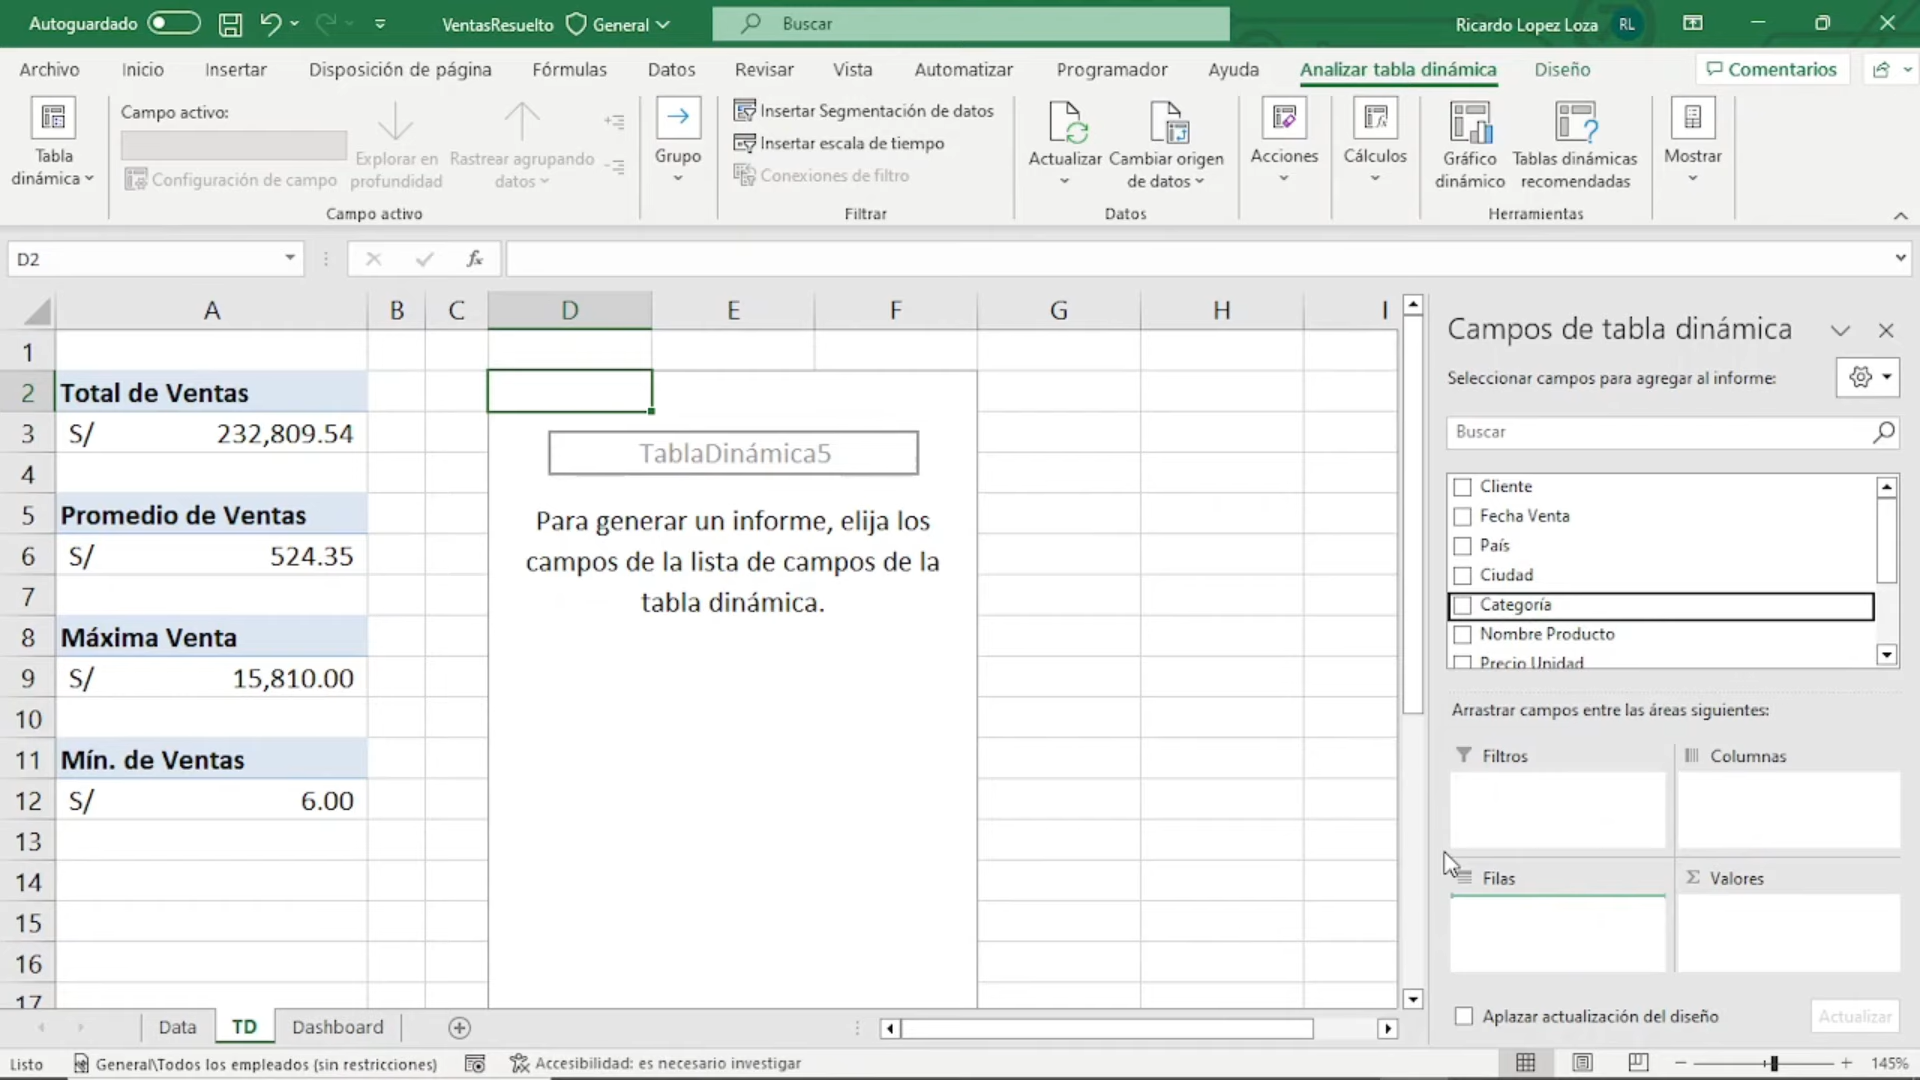 Autoguardado
VentasResuelto
General
Buscar
Ricardo Lopez Loza
RL
Archivo
Inicio
Insertar
Disposición de página
Fórmulas
Datos
Revisar
Vista
Automatizar
Programador
Ayuda
Analizar tabla dinámica
Diseño
Comentarios
Tabla
dinámica
Campo activo:
Configuración de campo
Explorar en
profundidad
Rastrear agrupando
datos
Campo activo
Grupo
Insertar Segmentación de datos
Insertar escala de tiempo
Conexiones de filtro
Filtrar
Actualizar
Cambiar origen
de datos
Datos
Acciones
Cálculos
Gráfico
dinámico
Tablas dinámicas
recomendadas
Herramientas
Mostrar
D2
fx
A B C D E F G H I
1
2 Total de Ventas
3 S/ 232,809.54
4
5 Promedio de Ventas
6 S/ 524.35
7
8 Máxima Venta
9 S/ 15,810.00
10
11 Mín. de Ventas
12 S/ 6.00
13
14
15
16
17
TablaDinámica5
Para generar un informe, elija los
campos de la lista de campos de la
tabla dinámica.
Campos de tabla dinámica
Seleccionar campos para agregar al informe:
Buscar
Cliente
Fecha Venta
País
Ciudad
Categoría
Nombre Producto
Precio Unidad
Arrastrar campos entre las áreas siguientes:
Filtros
Columnas
Filas
Σ Valores
Aplazar actualización del diseño
Actualizar
Data
TD
Dashboard
Listo
General\Todos los empleados (sin restricciones)
Accesibilidad: es necesario investigar
145%